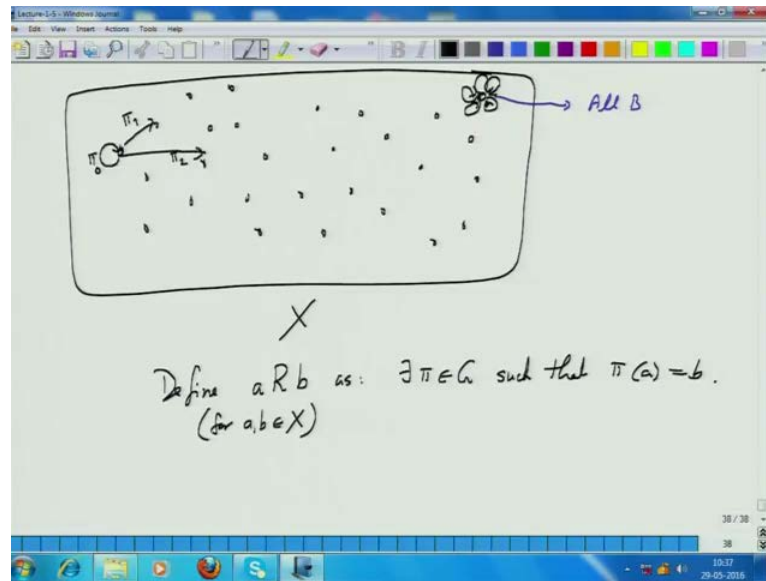 Lecture-1-5 - Windows Journal
File Edit View Insert Actions Tools Help
All B
π₁
π₀
π₂
X
Define aRb as: ∃ π ∈ G such that π(a) = b.
(for a,b ∈ X)
38 / 38
38
10:37
29-05-2016